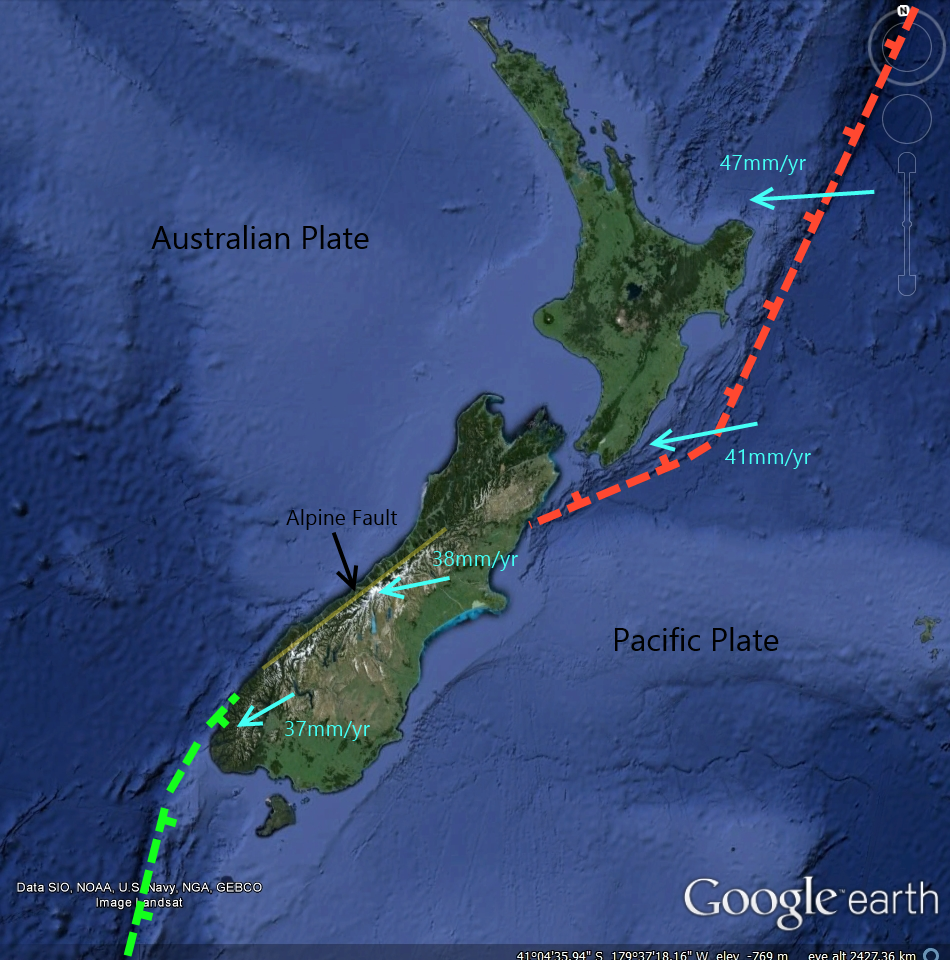 N
47mm/yr
Australian Plate
41mm/yr
Alpine Fault
38mm/yr
Pacific Plate
37mm/yr
Data SIO, NOAA, U.S. Navy, NGA, GEBCO
Image Landsat
Google earth
41°04'35.94" S 179°37'18.16" W elev -769 m eye alt 2427.36 km